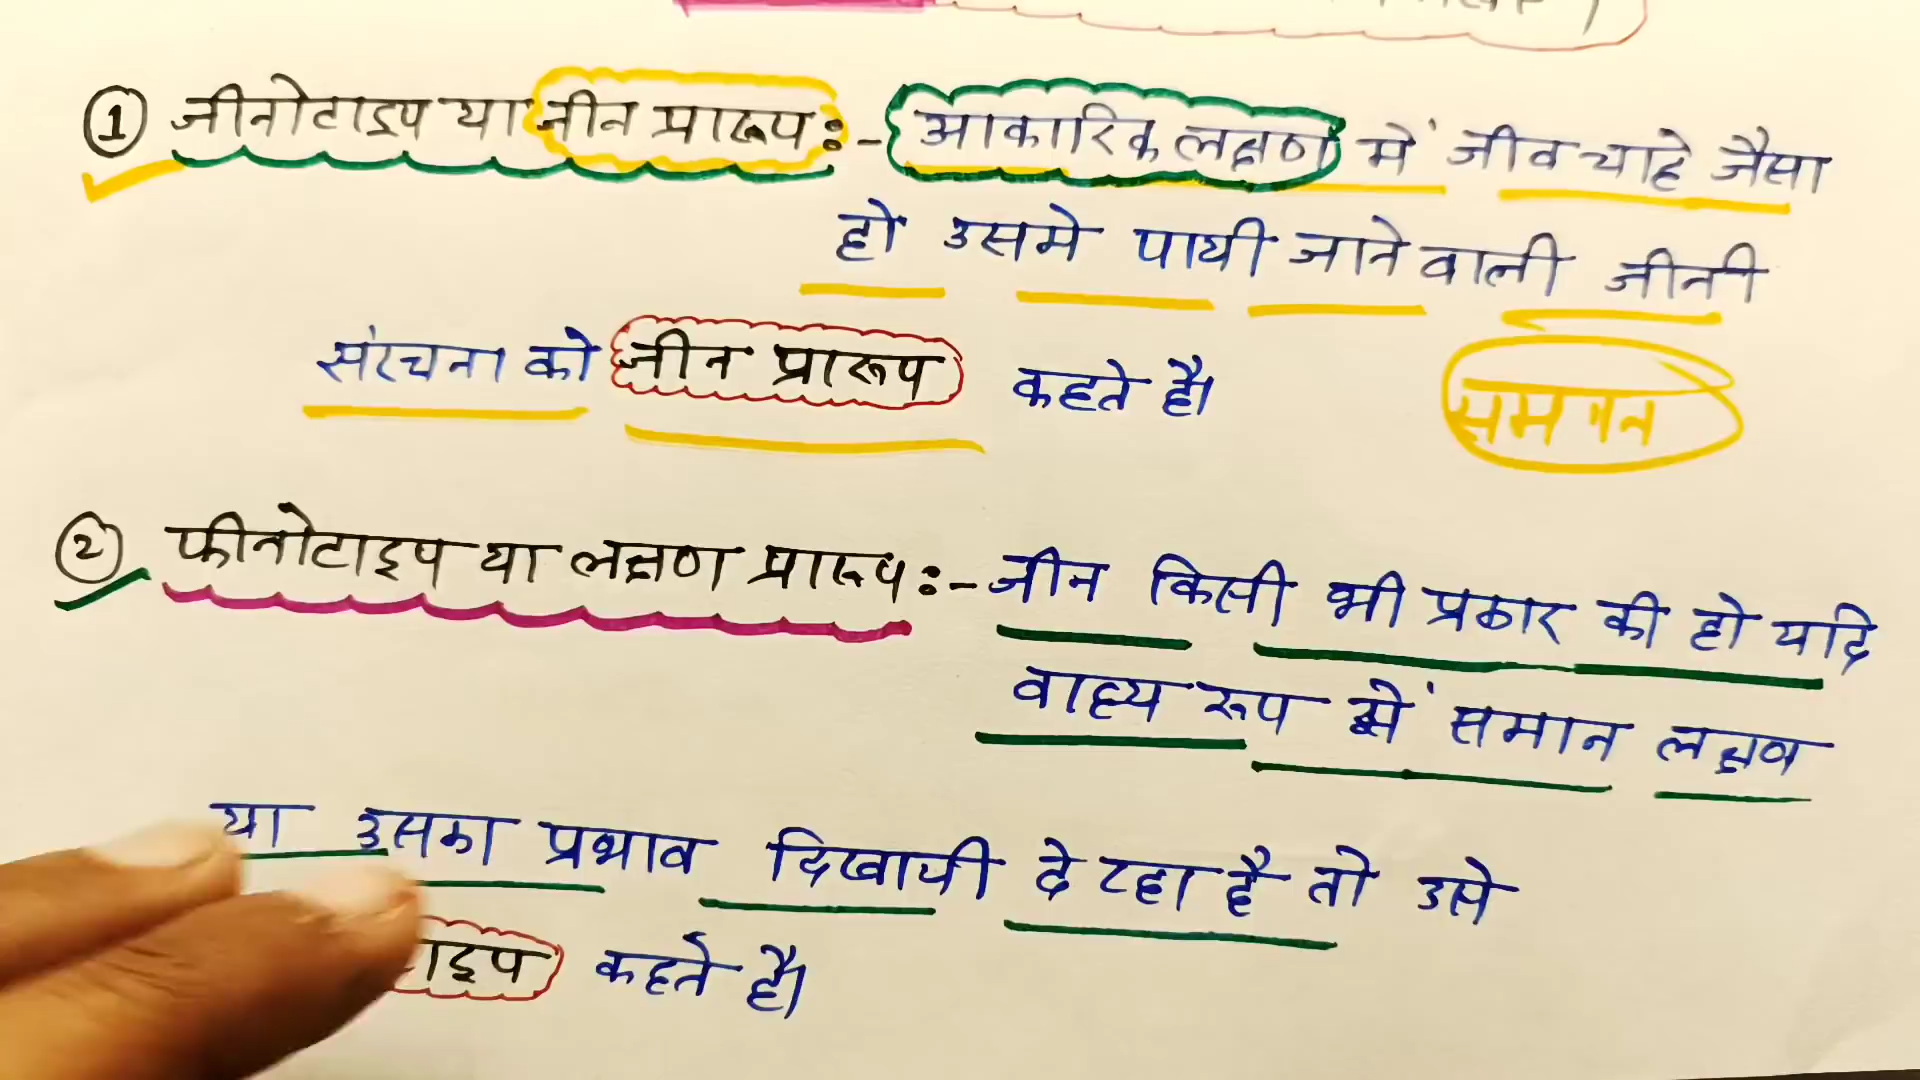 ① जीनोटाइप या जीन प्रारूप :- आकारिक लक्षण में जीव चाहे जैसा
हो उसमे पायी जाने वाली जीनी
संरचना को जीन प्रारूप कहते है।
समान
② फीनोटाइप या लक्षण प्रारूप :- जीन किसी भी प्रकार की हो यदि
वाह्य रूप में समान लक्षण
या उसका प्रभाव दिखायी दे रहा है तो उसे
टाइप कहते है।